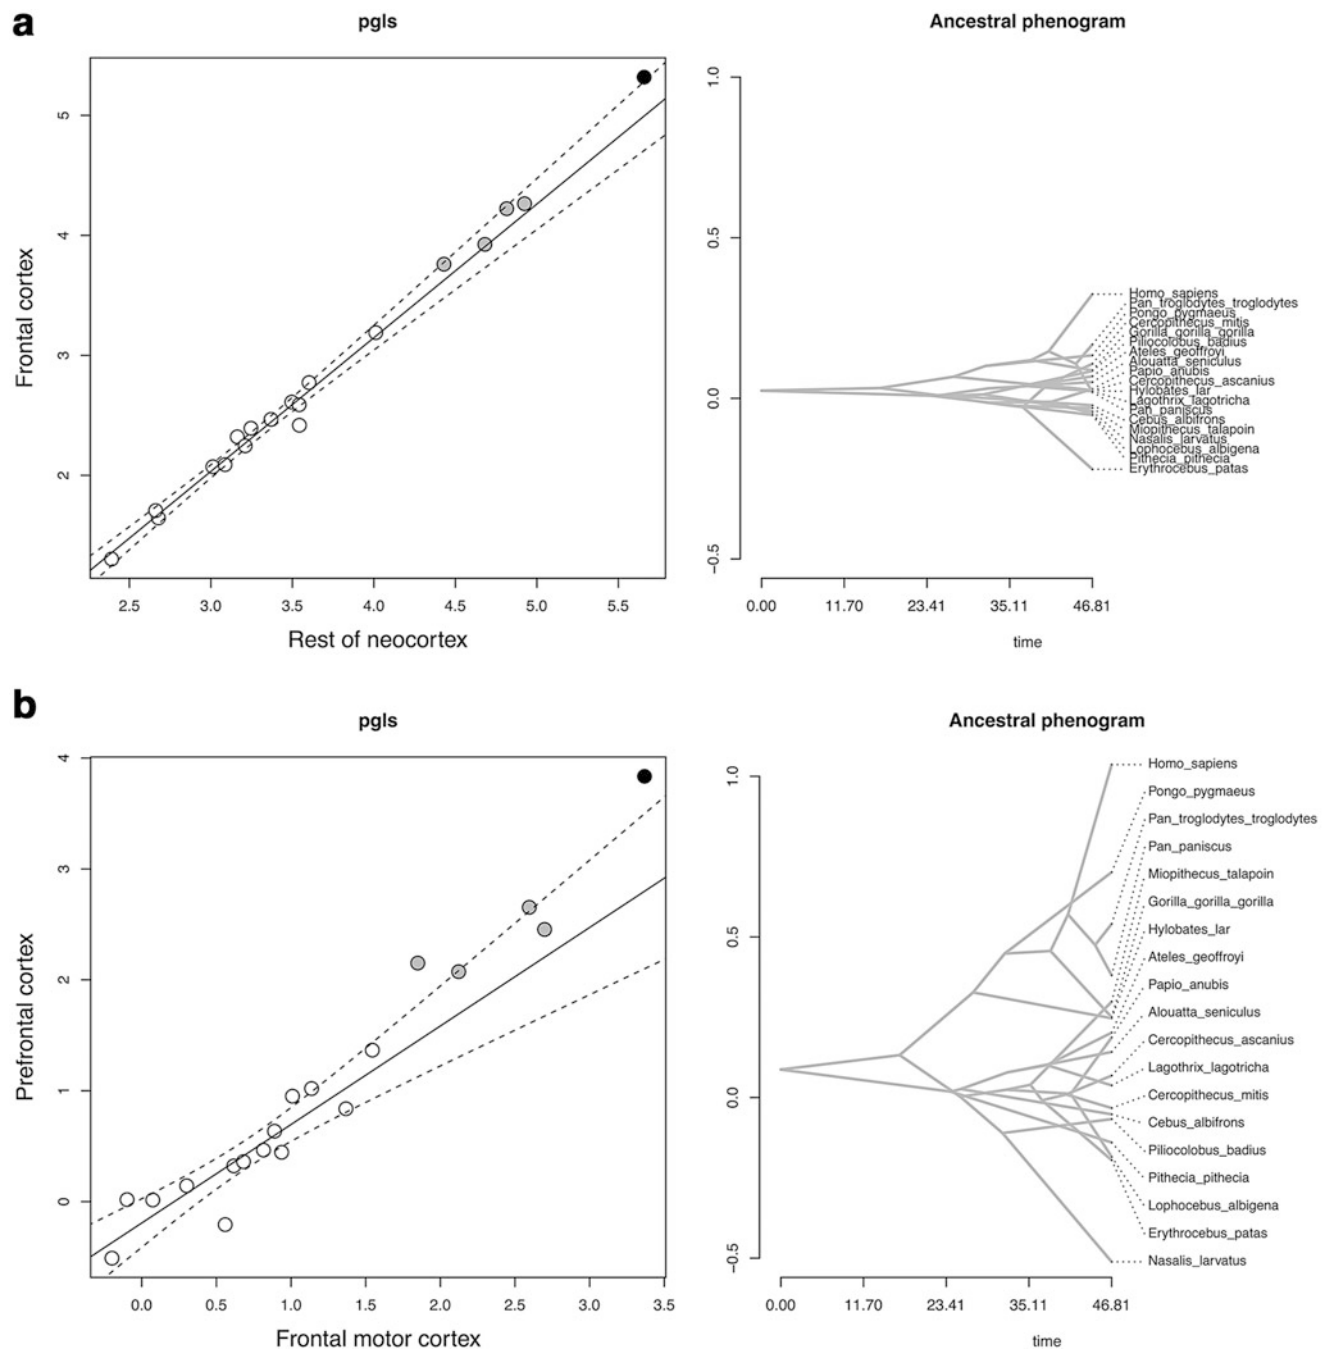 a
pgls
Ancestral phenogram
Frontal cortex
5
4
3
2
2.5 3.0 3.5 4.0 4.5 5.0 5.5
Rest of neocortex
1.0
0.5
0.0
−0.5
Homo_sapiens
Pan_troglodytes_troglodytes
Pongo_pygmaeus
Cercopithecus_mitis
Gorilla_gorilla_gorilla
Piliocolobus_badius
Ateles_geoffroyi
Alouatta_seniculus
Papio_anubis
Cercopithecus_ascanius
Hylobates_lar
Lagothrix_lagotricha
Pan_paniscus
Cebus_albifrons
Miopithecus_talapoin
Nasalis_larvatus
Lophocebus_albigena
Pithecia_pithecia
Erythrocebus_patas
0.00 11.70 23.41 35.11 46.81
time
b
pgls
Ancestral phenogram
Prefrontal cortex
4
3
2
1
0
0.0 0.5 1.0 1.5 2.0 2.5 3.0 3.5
Frontal motor cortex
1.0
0.5
0.0
−0.5
Homo_sapiens
Pongo_pygmaeus
Pan_troglodytes_troglodytes
Pan_paniscus
Miopithecus_talapoin
Gorilla_gorilla_gorilla
Hylobates_lar
Ateles_geoffroyi
Papio_anubis
Alouatta_seniculus
Cercopithecus_ascanius
Lagothrix_lagotricha
Cercopithecus_mitis
Cebus_albifrons
Piliocolobus_badius
Pithecia_pithecia
Lophocebus_albigena
Erythrocebus_patas
Nasalis_larvatus
0.00 11.70 23.41 35.11 46.81
time